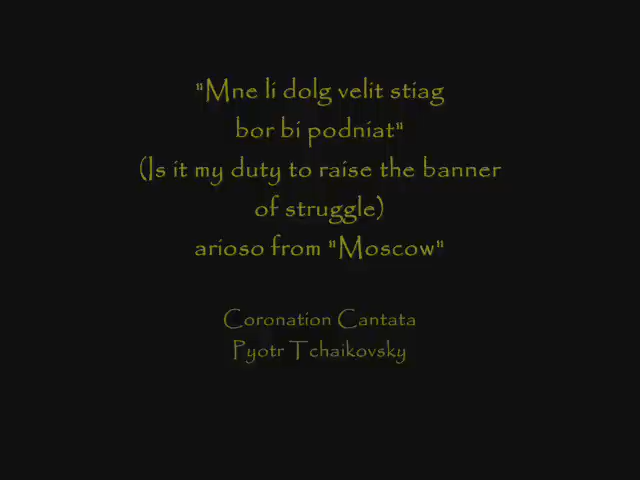 "Mne li dolg velit stiag
bor bi podniat"
(Is it my duty to raise the banner
of struggle)
arioso from "Moscow"
Coronation Cantata
Pyotr Tchaikovsky